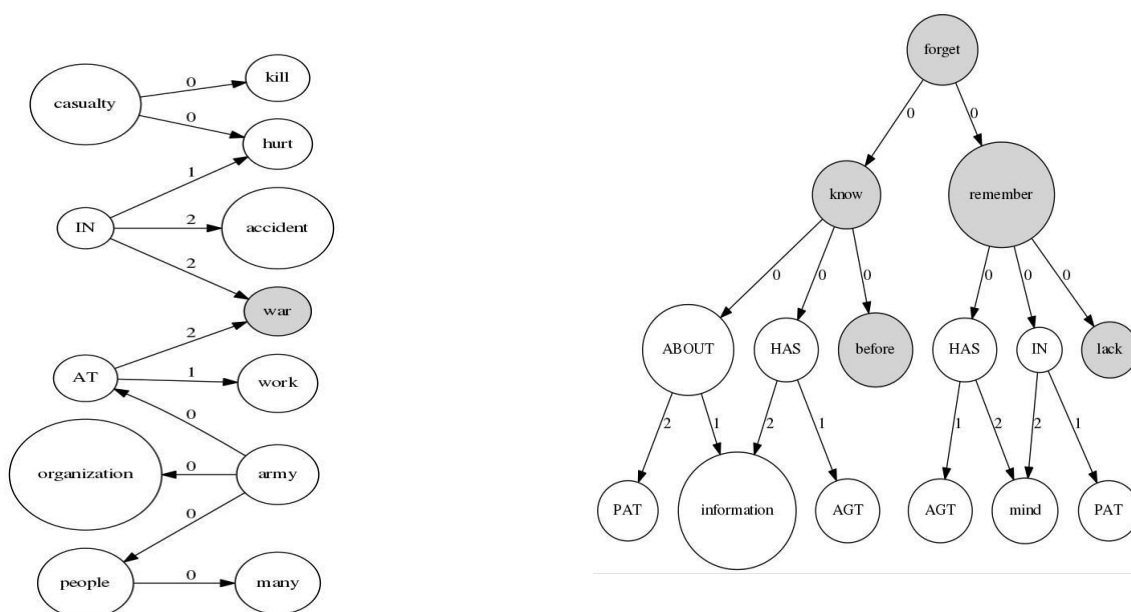 casualty
0
kill
0
hurt
IN
1
2
accident
2
war
AT
2
1
work
0
organization
0
army
0
people
0
many
forget
0
0
know
remember
0
0
0
0
0
0
ABOUT
HAS
before
HAS
IN
lack
2
1
2
1
1
2
2
1
PAT
information
AGT
AGT
mind
PAT